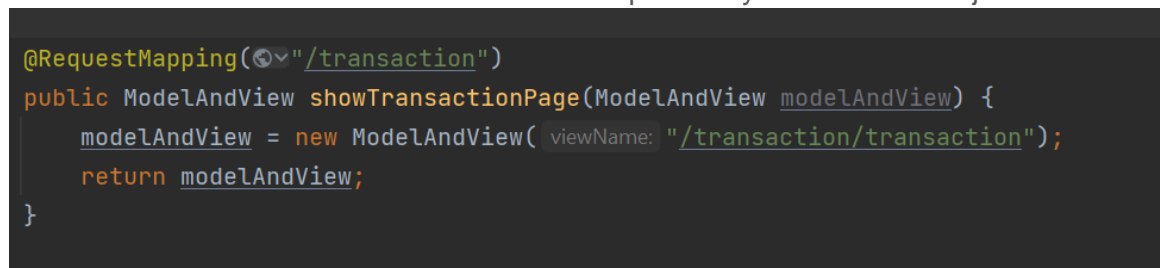 @RequestMapping("/transaction")
public ModelAndView showTransactionPage(ModelAndView modelAndView) {
    modelAndView = new ModelAndView( viewName: "/transaction/transaction");
    return modelAndView;
}